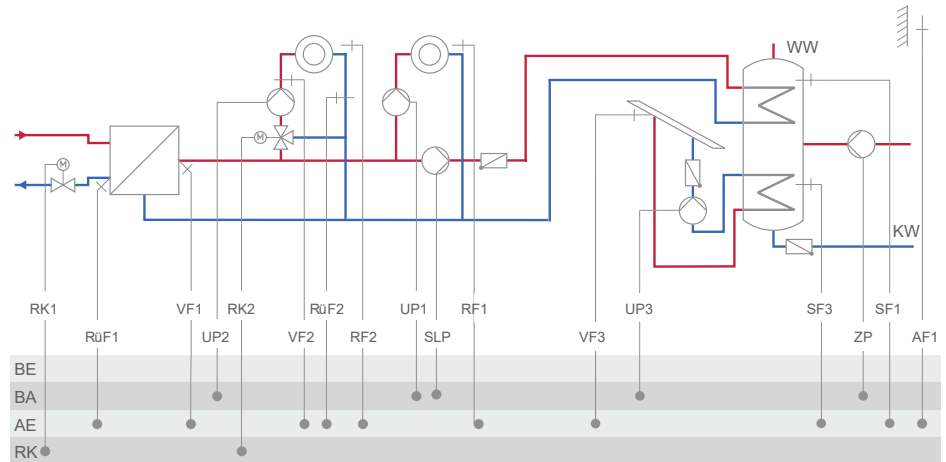 WW
M
M
KW
RK1 VF1 RK2 RüF2 UP1 RF1 UP3 SF3 SF1
RüF1 UP2 VF2 RF2 SLP VF3 ZP AF1
BE
BA
AE
RK